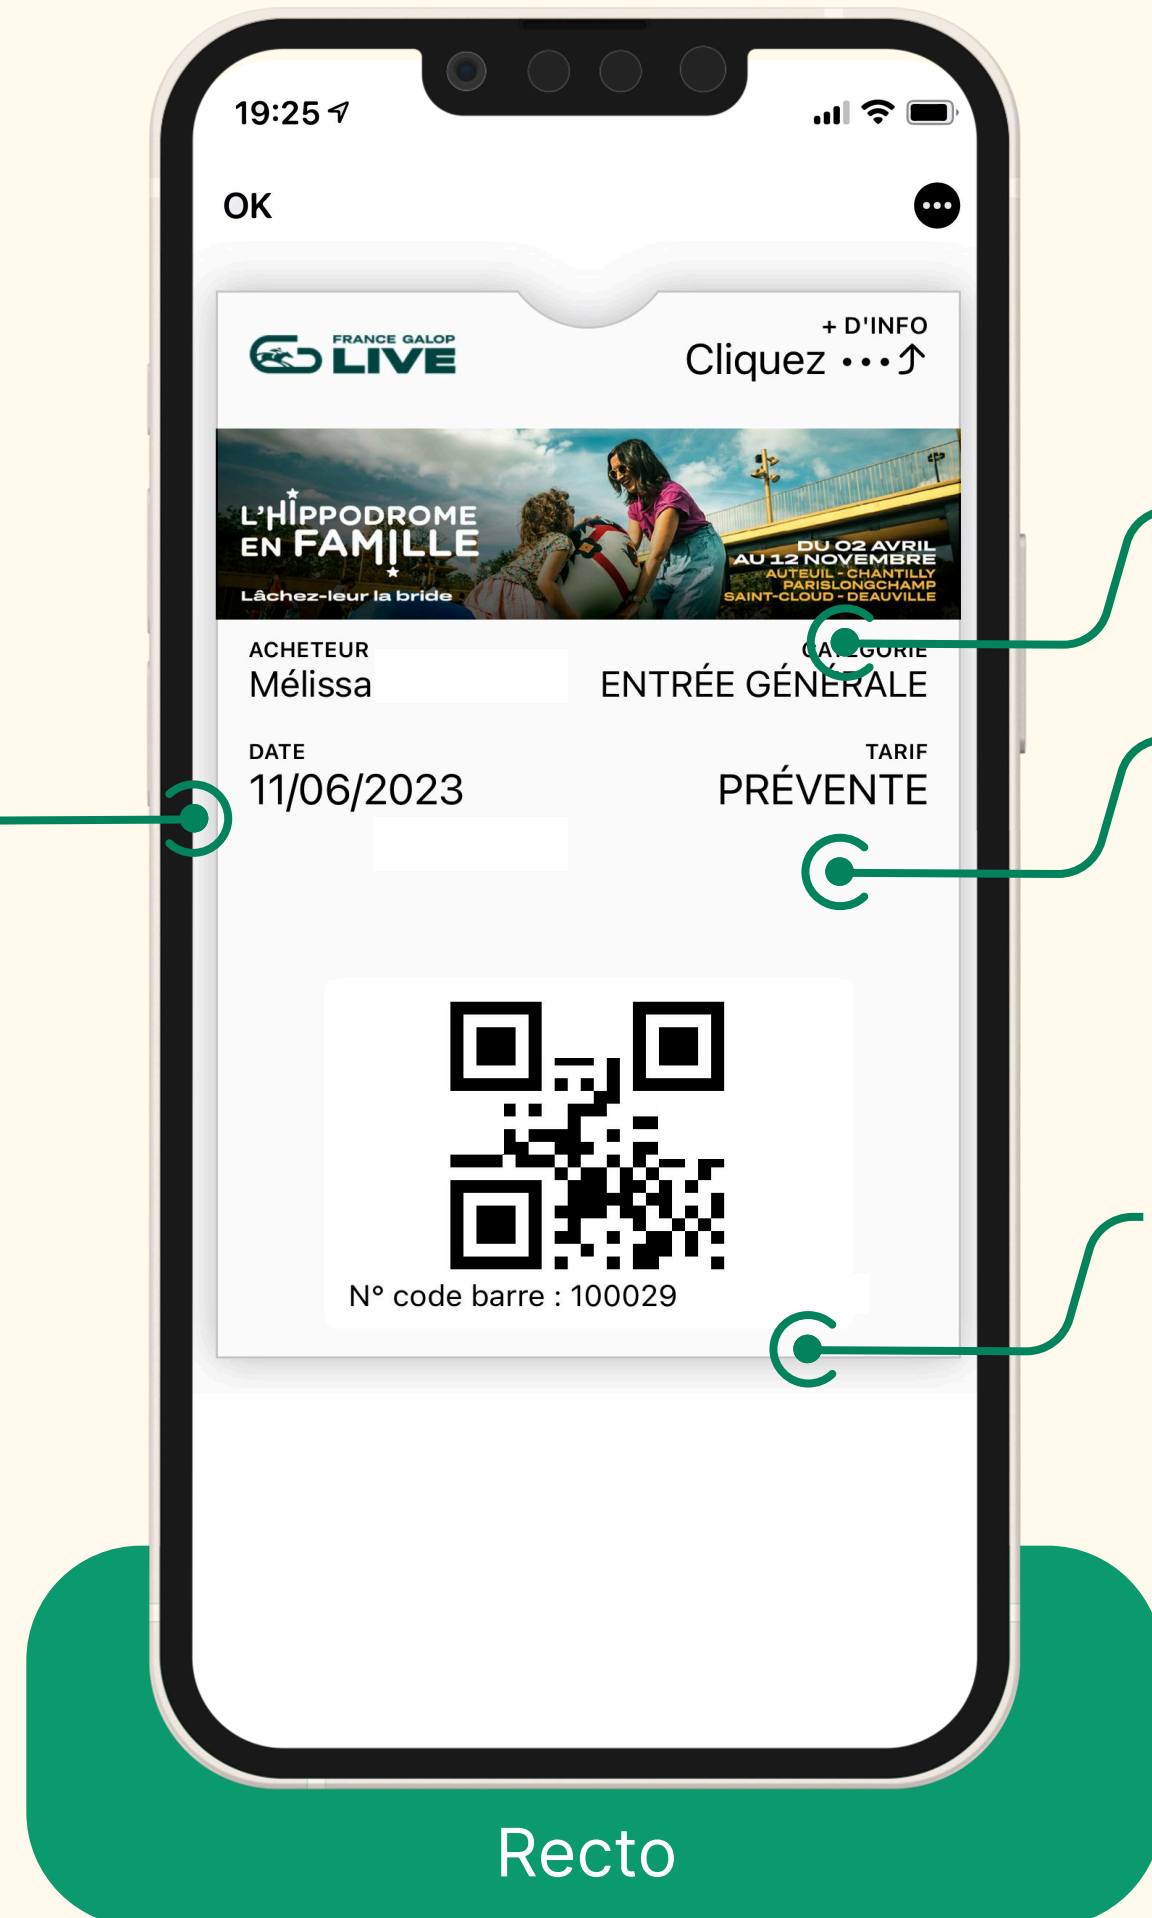 19:25
OK
+ D'INFO
FRANCE GALOP
LIVE
Cliquez ...
L'HIPPODROME
EN FAMILLE
Lâchez-leur la bride
DU 02 AVRIL
AU 12 NOVEMBRE
AUTEUIL - CHANTILLY
PARISLONGCHAMP
SAINT-CLOUD - DEAUVILLE
ACHETEUR
Mélissa
CATÉGORIE
ENTRÉE GÉNÉRALE
DATE
11/06/2023
TARIF
PRÉVENTE
N° code barre : 100029
Recto